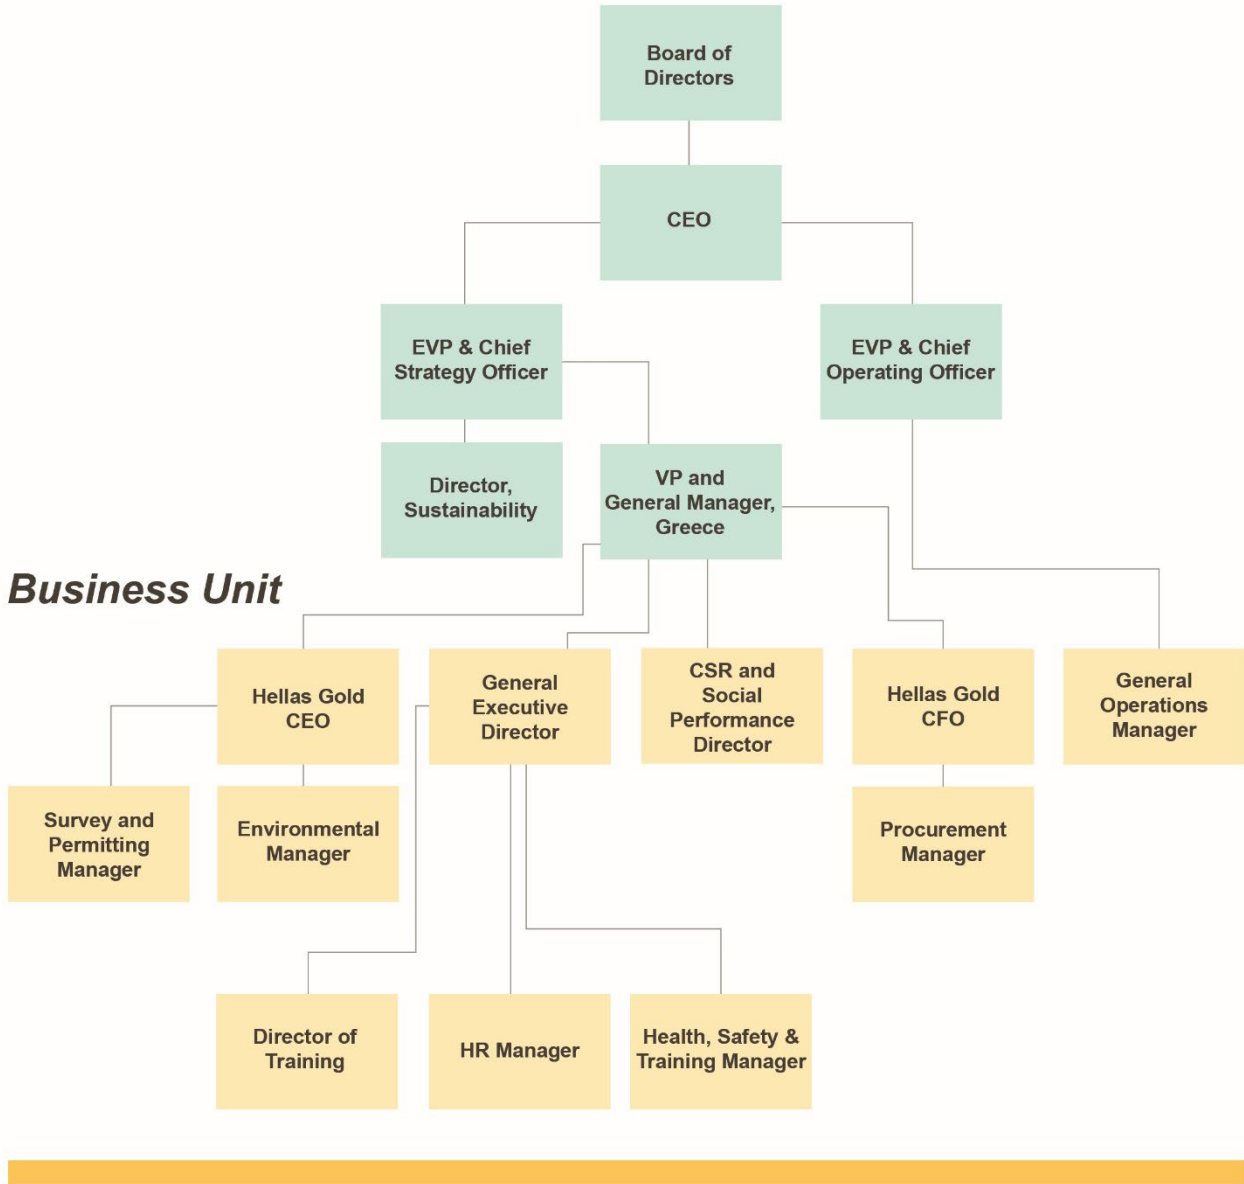 Board of
Directors
CEO
EVP & Chief
Strategy Officer
EVP & Chief
Operating Officer
Director,
Sustainability
VP and
General Manager,
Greece
Business Unit
Hellas Gold
CEO
General
Executive
Director
CSR and
Social
Performance
Director
Hellas Gold
CFO
General
Operations
Manager
Survey and
Permitting
Manager
Environmental
Manager
Procurement
Manager
Director of
Training
HR Manager
Health, Safety &
Training Manager